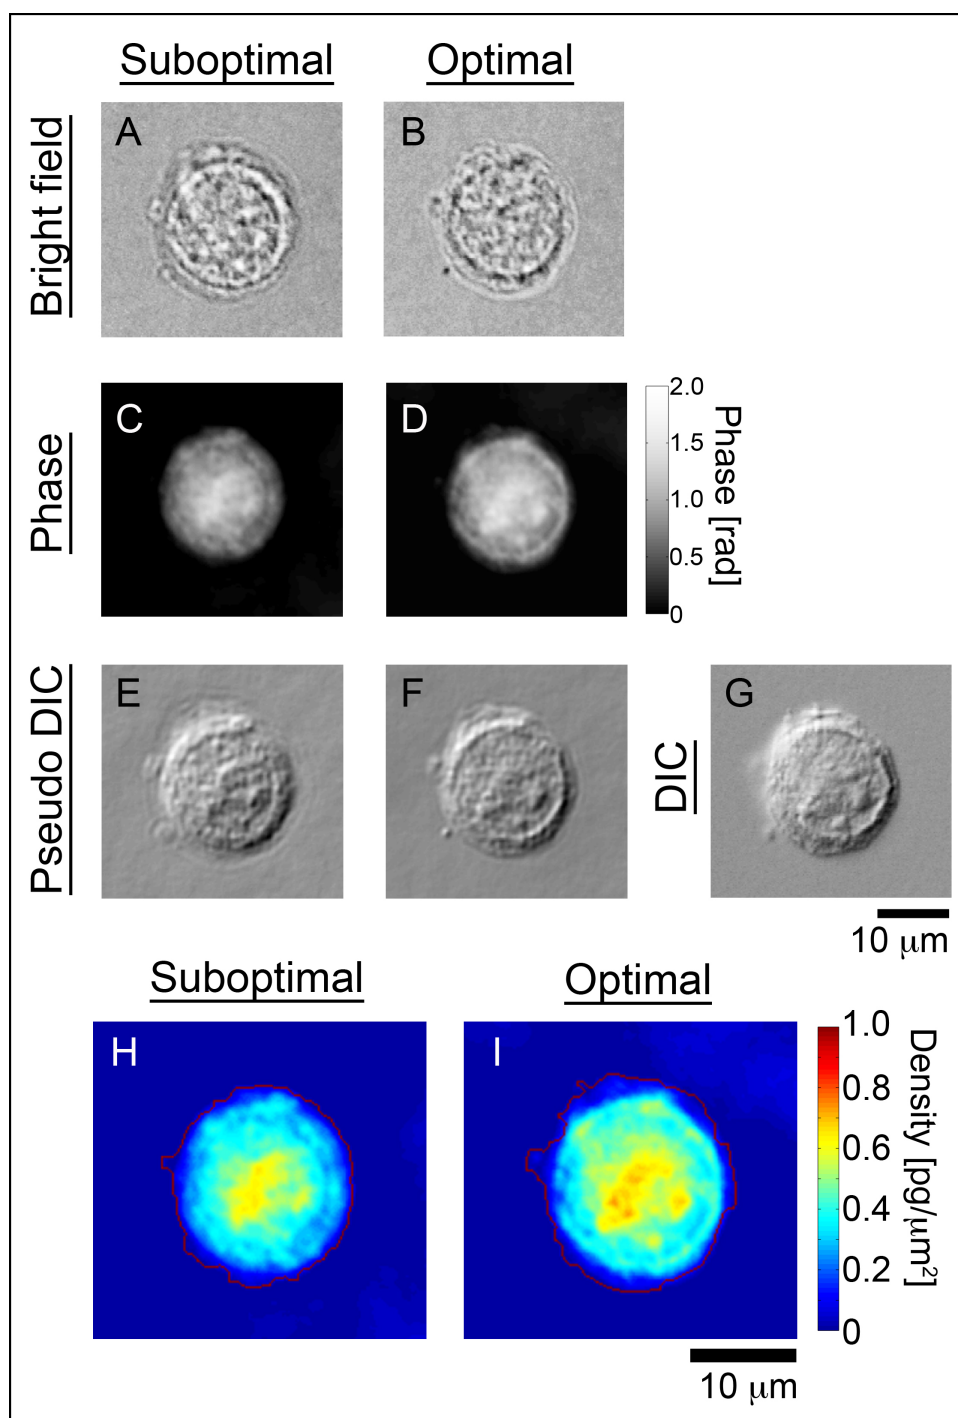 Suboptimal
Optimal
Bright field
A
B
Phase
C
D
2.0
1.5
1.0
0.5
0
Phase [rad]
Pseudo DIC
E
F
DIC
G
10 μm
Suboptimal
Optimal
H
I
1.0
0.8
0.6
0.4
0.2
0
Density [pg/μm²]
10 μm